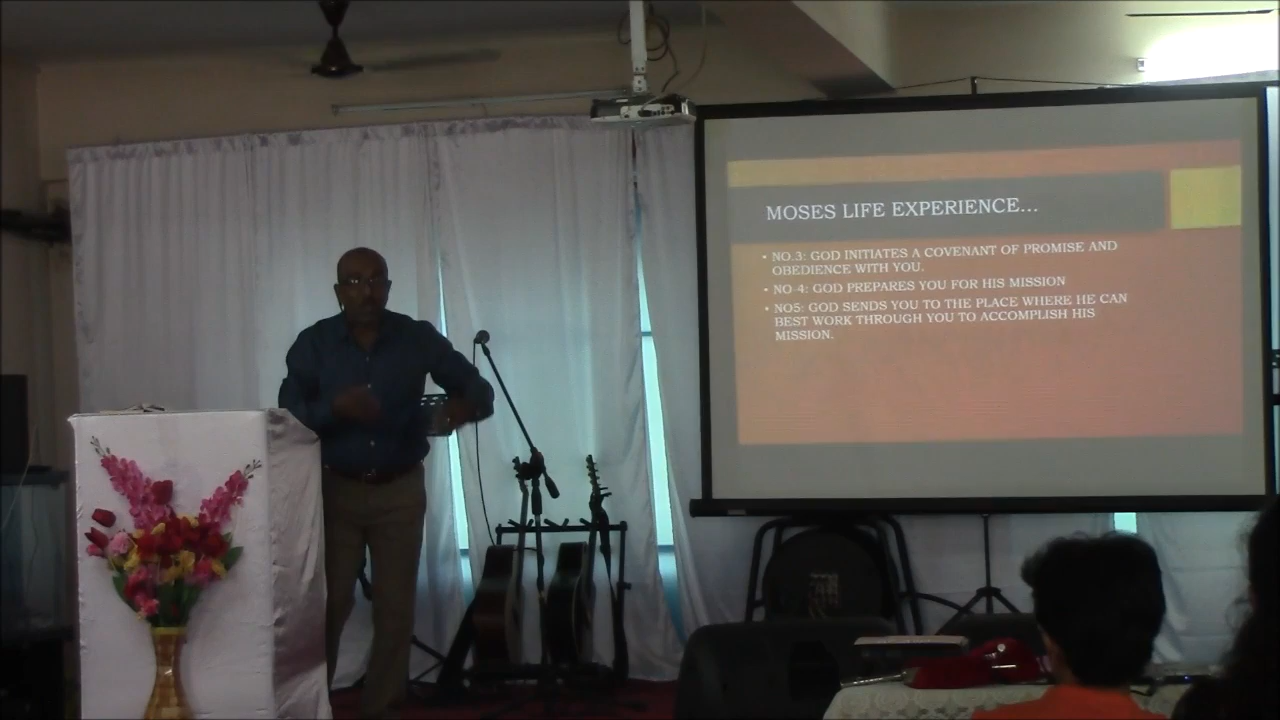 MOSES LIFE EXPERIENCE...
• NO.3: GOD INITIATES A COVENANT OF PROMISE AND
OBEDIENCE WITH YOU.
• NO-4: GOD PREPARES YOU FOR HIS MISSION
• NO5: GOD SENDS YOU TO THE PLACE WHERE HE CAN
BEST WORK THROUGH YOU TO ACCOMPLISH HIS
MISSION.